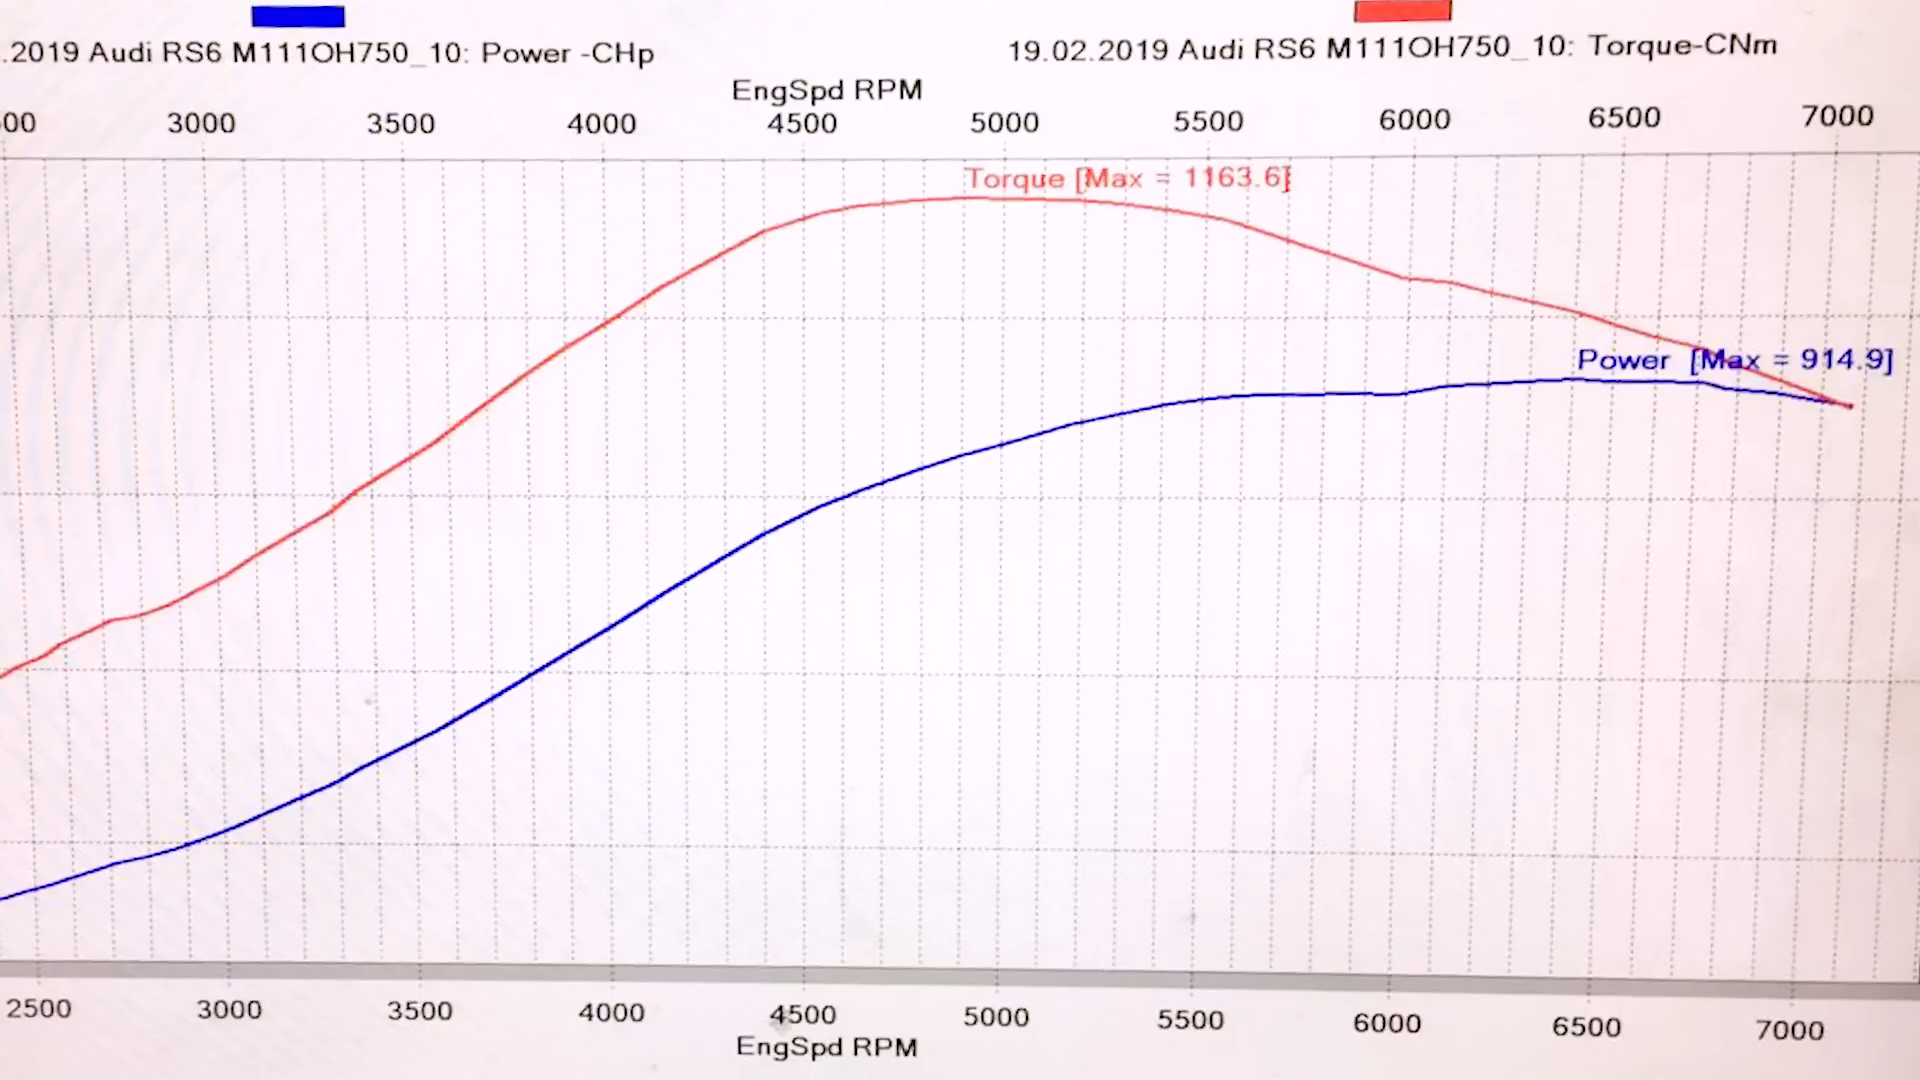 .2019 Audi RS6 M111OH750_10: Power -CHp
19.02.2019 Audi RS6 M111OH750_10: Torque-CNm
EngSpd RPM
3000 3500 4000 4500 5000 5500 6000 6500 7000
Torque [Max = 1163.6]
Power [Max = 914.9]
2500 3000 3500 4000 4500 5000 5500 6000 6500 7000
EngSpd RPM